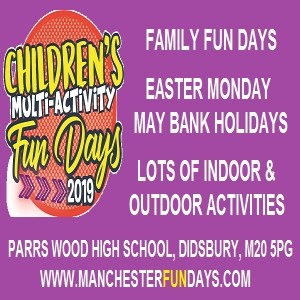 CHILDREN'S
MULTI-ACTIVITY
Fun Days
2019
FAMILY FUN DAYS
EASTER MONDAY
MAY BANK HOLIDAYS
LOTS OF INDOOR &
OUTDOOR ACTIVITIES
PARRS WOOD HIGH SCHOOL, DIDSBURY, M20 5PG
WWW.MANCHESTERFUNDAYS.COM